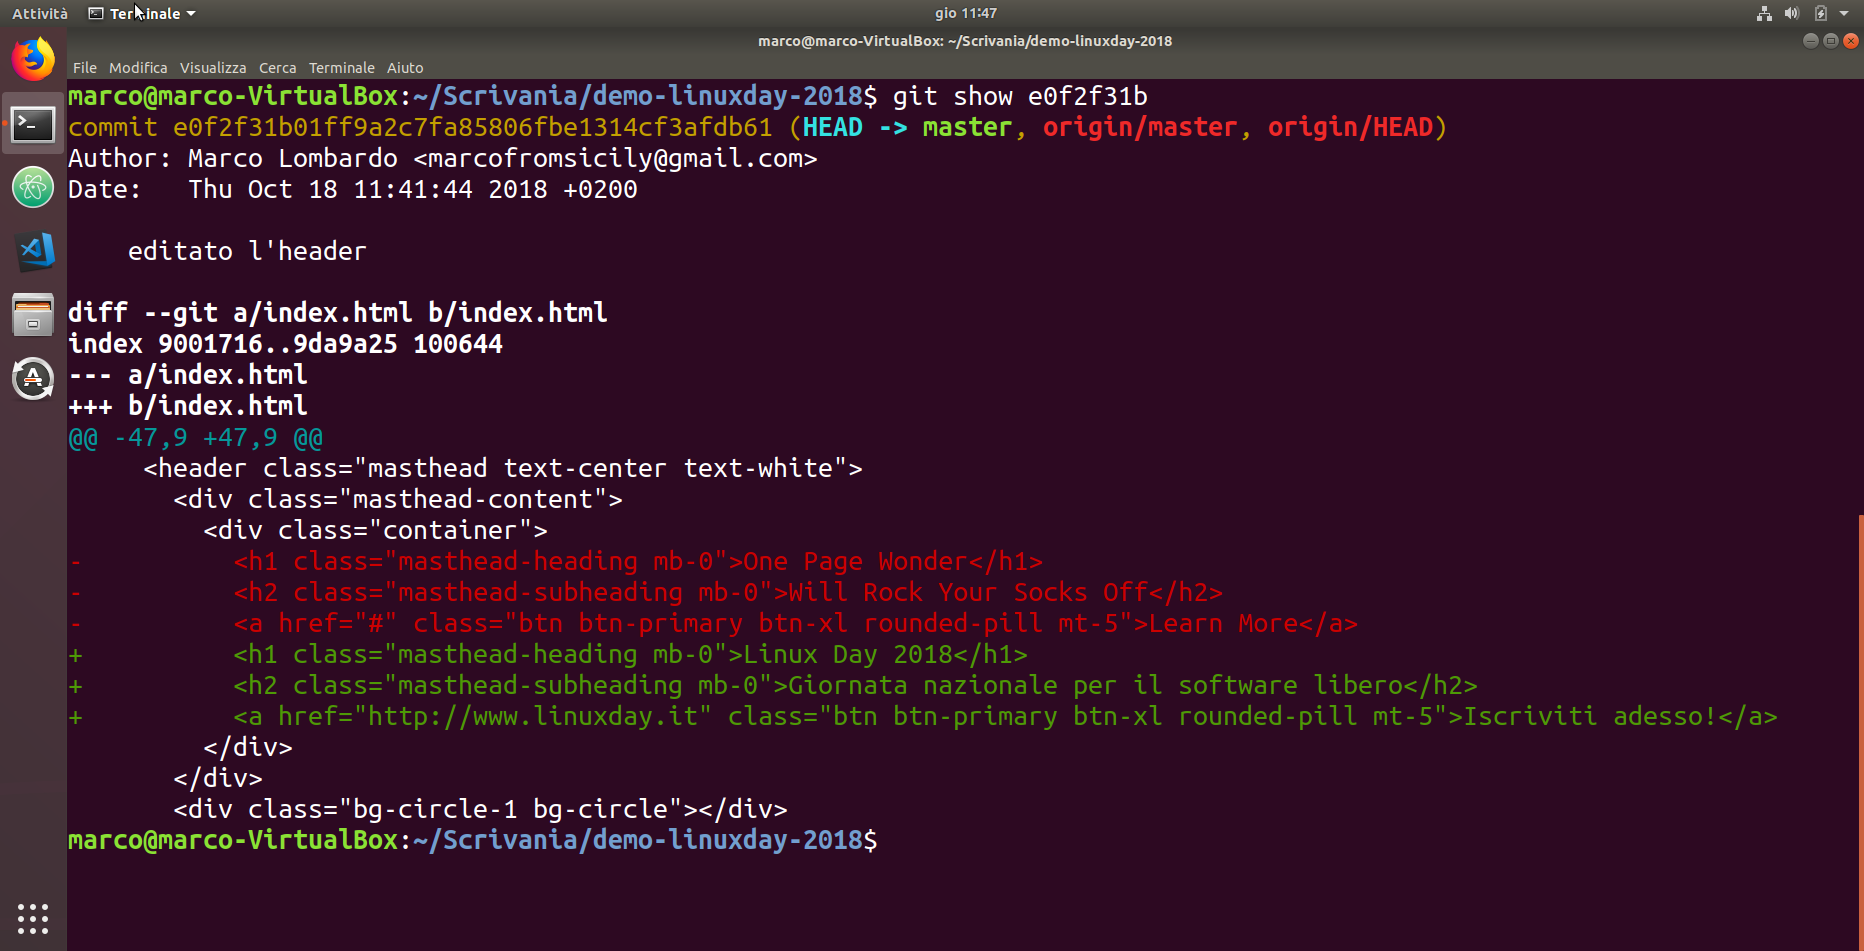 Attività Terminale gio 11:47
marco@marco-VirtualBox: ~/Scrivania/demo-linuxday-2018
File Modifica Visualizza Cerca Terminale Aiuto
marco@marco-VirtualBox:~/Scrivania/demo-linuxday-2018$ git show e0f2f31b
commit e0f2f31b01ff9a2c7fa85806fbe1314cf3afdb61 (HEAD -> master, origin/master, origin/HEAD)
Author: Marco Lombardo <marcofromsicily@gmail.com>
Date:   Thu Oct 18 11:41:44 2018 +0200
    editato l'header
diff --git a/index.html b/index.html
index 9001716..9da9a25 100644
--- a/index.html
+++ b/index.html
@@ -47,9 +47,9 @@
     <header class="masthead text-center text-white">
       <div class="masthead-content">
         <div class="container">
-          <h1 class="masthead-heading mb-0">One Page Wonder</h1>
-          <h2 class="masthead-subheading mb-0">Will Rock Your Socks Off</h2>
-          <a href="#" class="btn btn-primary btn-xl rounded-pill mt-5">Learn More</a>
+          <h1 class="masthead-heading mb-0">Linux Day 2018</h1>
+          <h2 class="masthead-subheading mb-0">Giornata nazionale per il software libero</h2>
+          <a href="http://www.linuxday.it" class="btn btn-primary btn-xl rounded-pill mt-5">Iscriviti adesso!</a>
         </div>
       </div>
       <div class="bg-circle-1 bg-circle"></div>
marco@marco-VirtualBox:~/Scrivania/demo-linuxday-2018$